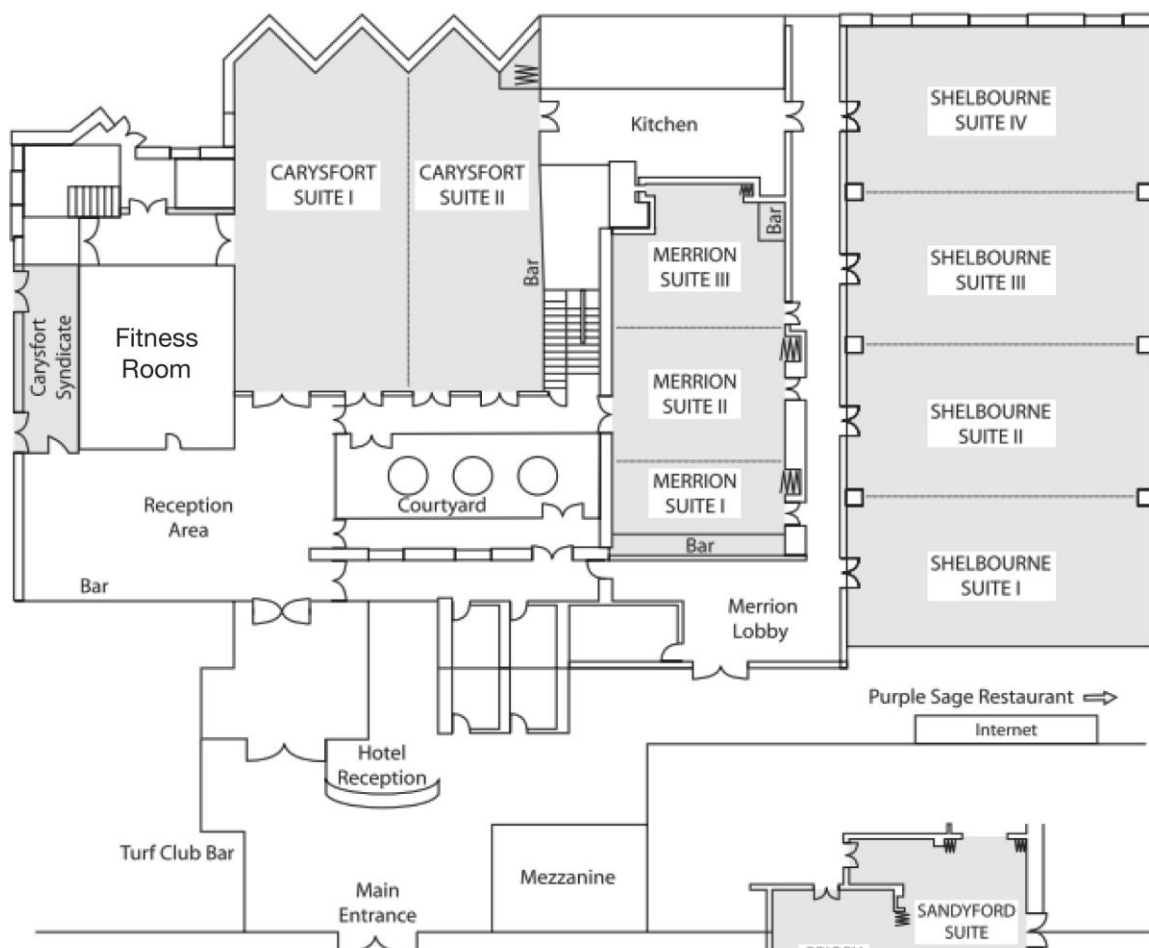 SHELBOURNE
SUITE IV
Kitchen
CARYSFORT
SUITE I
CARYSFORT
SUITE II
Bar
MERRION
SUITE III
Bar
SHELBOURNE
SUITE III
Carysfort
Syndicate
Fitness
Room
MERRION
SUITE II
SHELBOURNE
SUITE II
MERRION
SUITE I
Reception
Area
Courtyard
Bar
SHELBOURNE
SUITE I
Bar
Merrion
Lobby
Purple Sage Restaurant
Internet
Hotel
Reception
Turf Club Bar
Mezzanine
Main
Entrance
SANDYFORD
SUITE